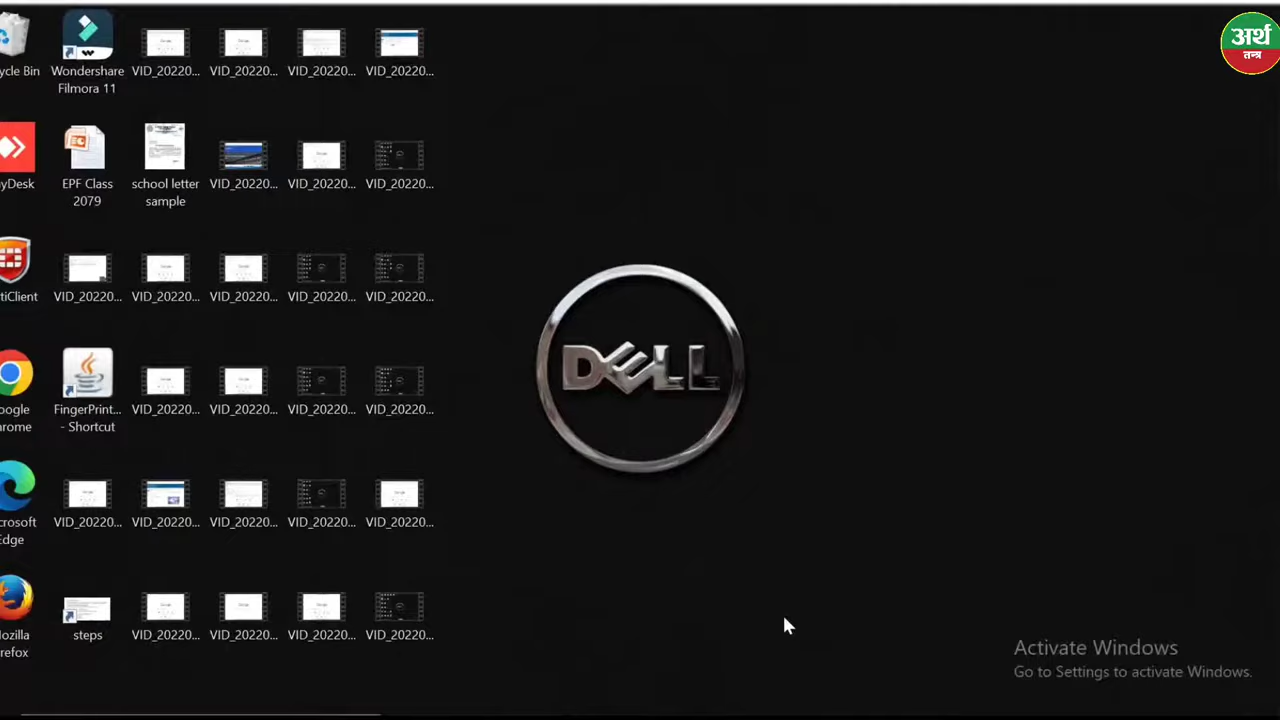 अर्थ
तन्त्र
ycle Bin
Wondershare
Filmora 11
VID_20220...
VID_20220...
VID_20220...
VID_20220...
yDesk
EPF Class
2079
school letter
sample
VID_20220...
VID_20220...
VID_20220...
tiClient
VID_20220...
VID_20220...
VID_20220...
VID_20220...
VID_20220...
oogle
hrome
FingerPrint...
- Shortcut
VID_20220...
VID_20220...
VID_20220...
VID_20220...
crosoft
Edge
VID_20220...
VID_20220...
VID_20220...
VID_20220...
VID_20220...
ozilla
refox
steps
VID_20220...
VID_20220...
VID_20220...
VID_20220...
DELL
Activate Windows
Go to Settings to activate Windows.